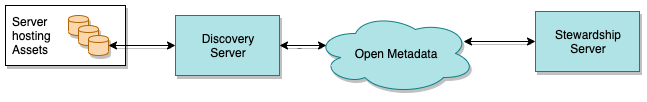 Server
hosting
Assets
Discovery
Server
Open Metadata
Stewardship
Server